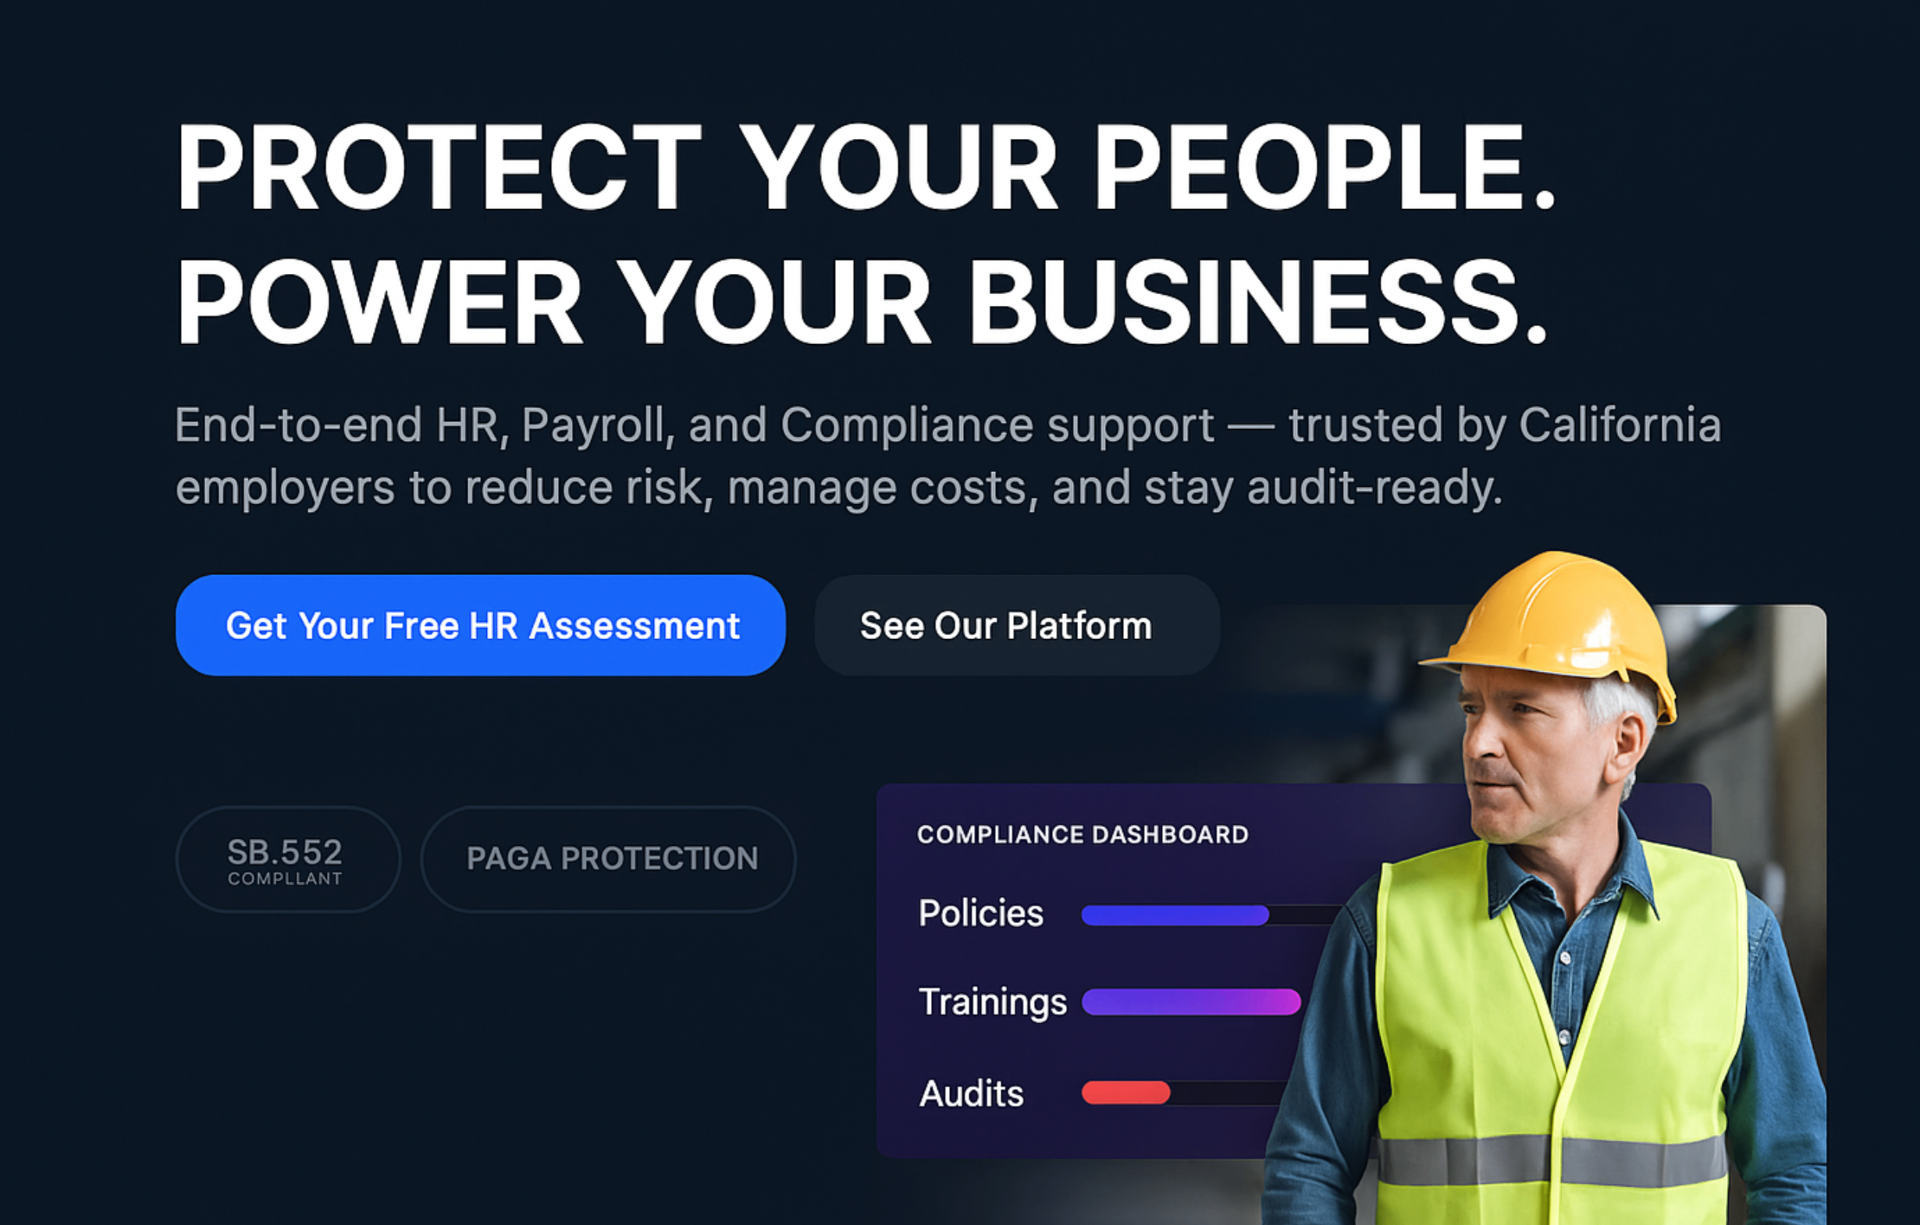 PROTECT YOUR PEOPLE.
POWER YOUR BUSINESS.
End-to-end HR, Payroll, and Compliance support — trusted by California
employers to reduce risk, manage costs, and stay audit-ready.
Get Your Free HR Assessment
See Our Platform
SB.552
COMPLLANT
PAGA PROTECTION
COMPLIANCE DASHBOARD
Policies
Trainings
Audits